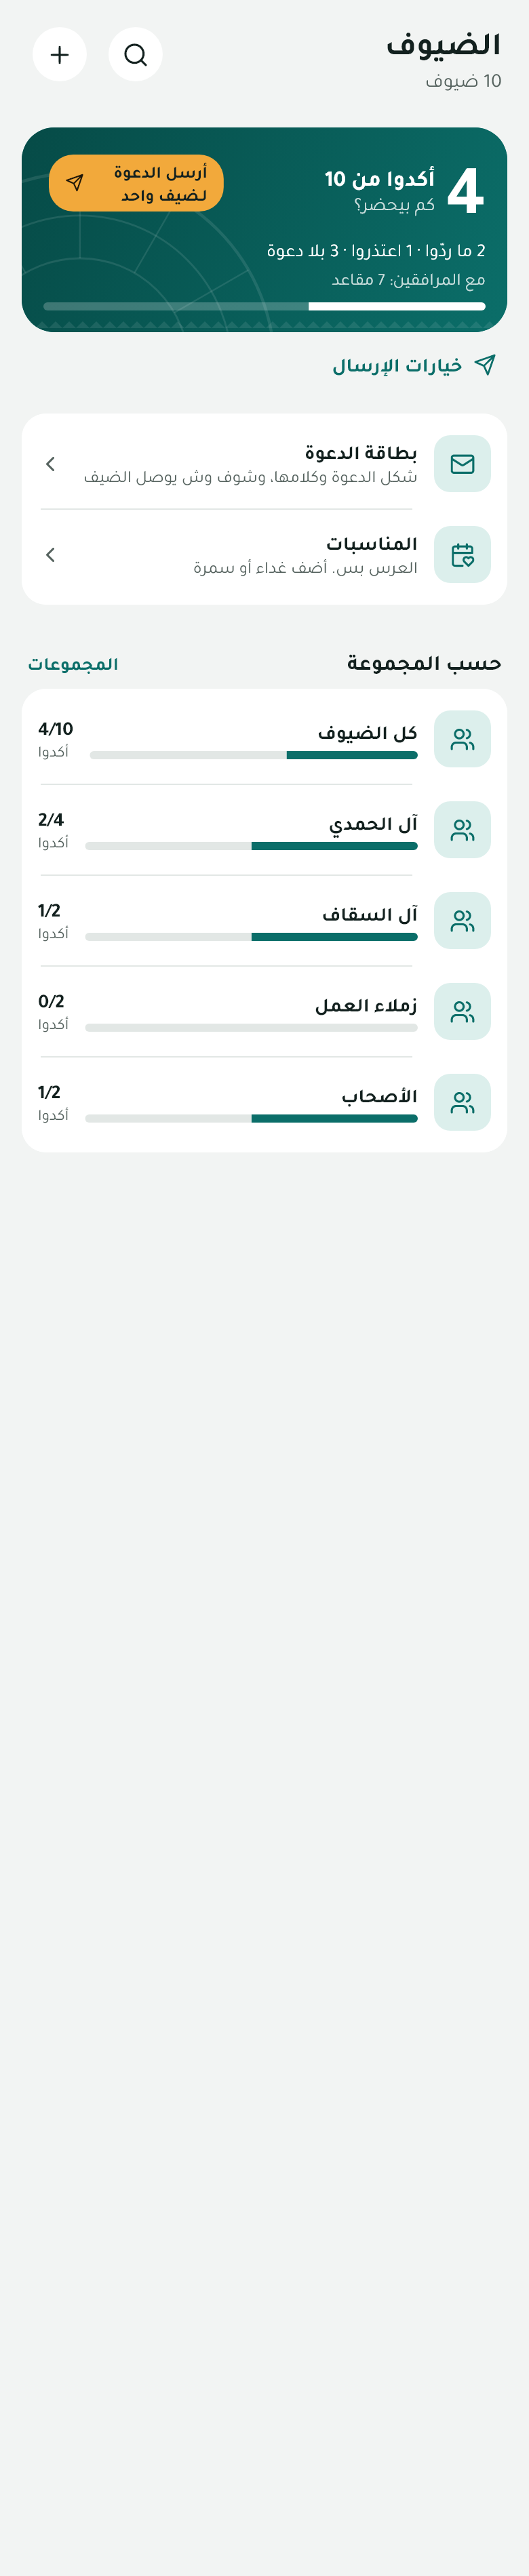 الضيوف
10 ضيوف
4
أكدوا من 10
كم بيحضر؟
أرسل الدعوة
لضيف واحد
2 ما ردّوا · 1 اعتذروا · 3 بلا دعوة
مع المرافقين: 7 مقاعد
خيارات الإرسال
بطاقة الدعوة
شكل الدعوة وكلامها، وشوف وش يوصل الضيف
المناسبات
العرس بس. أضف غداء أو سمرة
حسب المجموعة
المجموعات
كل الضيوف
4/10
أكدوا
آل الحمدي
2/4
أكدوا
آل السقاف
1/2
أكدوا
زملاء العمل
0/2
أكدوا
الأصحاب
1/2
أكدوا